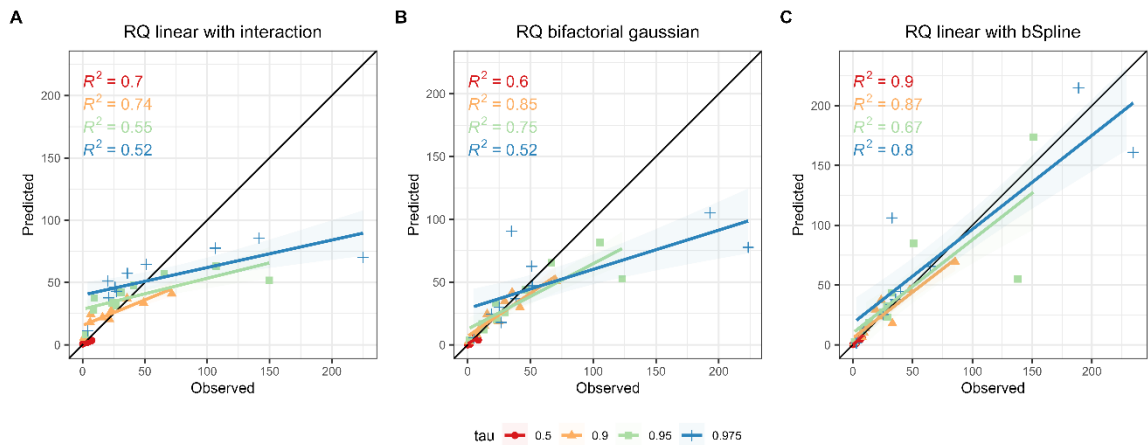 A
RQ linear with interaction
R² = 0.7
R² = 0.74
R² = 0.55
R² = 0.52
200
150
100
50
0
Predicted
0 50 100 150 200
Observed
B
RQ bifactorial gaussian
R² = 0.6
R² = 0.85
R² = 0.75
R² = 0.52
200
150
100
50
0
Predicted
0 50 100 150 200
Observed
C
RQ linear with bSpline
R² = 0.9
R² = 0.87
R² = 0.67
R² = 0.8
200
150
100
50
0
Predicted
0 50 100 150 200
Observed
tau 0.5 0.9 0.95 0.975